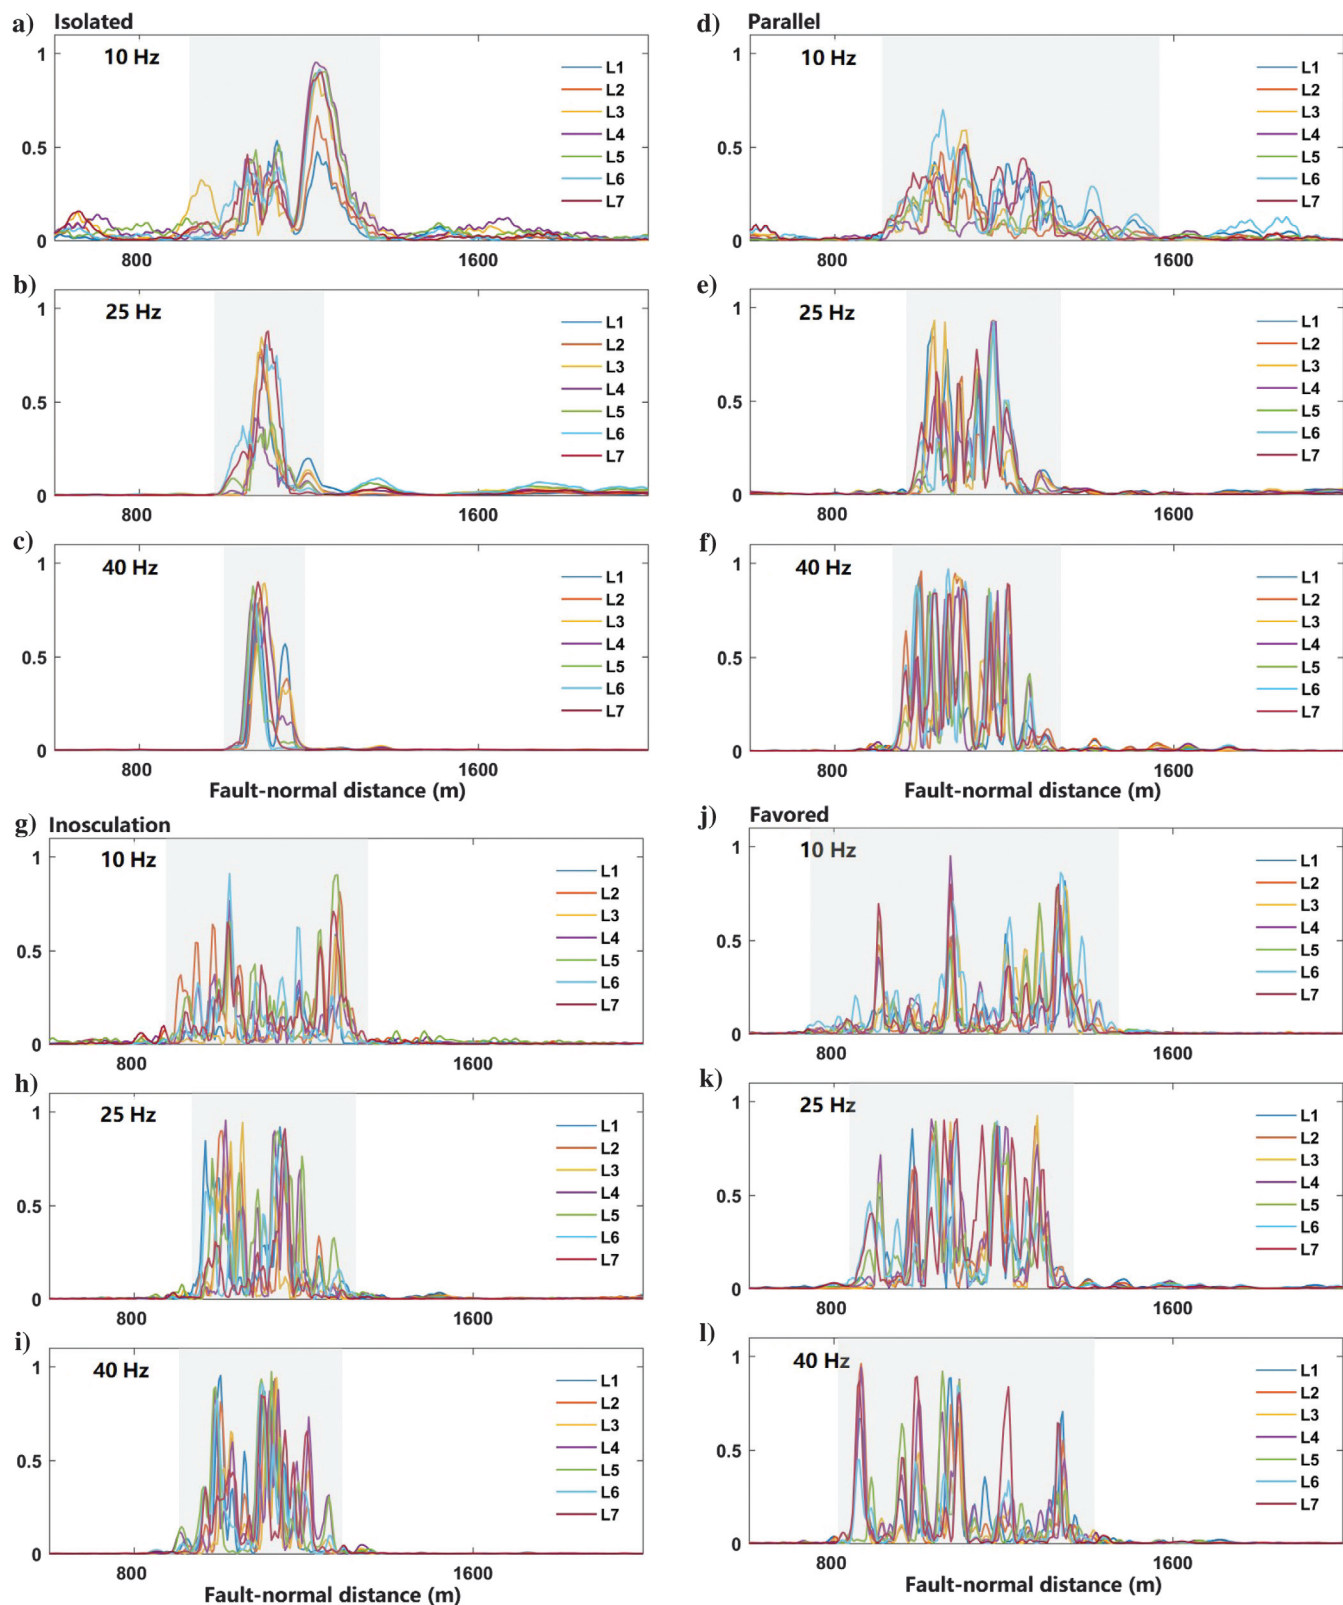 a) Isolated
10 Hz
1
0.5
0
800
1600
L1
L2
L3
L4
L5
L6
L7
b)
25 Hz
1
0.5
0
800
1600
L1
L2
L3
L4
L5
L6
L7
c)
40 Hz
1
0.5
0
800
1600
L1
L2
L3
L4
L5
L6
L7
Fault-normal distance (m)
d) Parallel
10 Hz
1
0.5
0
800
1600
L1
L2
L3
L4
L5
L6
L7
e)
25 Hz
1
0.5
0
800
1600
L1
L2
L3
L4
L5
L6
L7
f)
40 Hz
1
0.5
0
800
1600
L1
L2
L3
L4
L5
L6
L7
Fault-normal distance (m)
g) Inosculation
10 Hz
1
0.5
0
800
1600
L1
L2
L3
L4
L5
L6
L7
h)
25 Hz
1
0.5
0
800
1600
L1
L2
L3
L4
L5
L6
L7
i)
40 Hz
1
0.5
0
800
1600
L1
L2
L3
L4
L5
L6
L7
Fault-normal distance (m)
j) Favored
10 Hz
1
0.5
0
800
1600
L1
L2
L3
L4
L5
L6
L7
k)
25 Hz
1
0.5
0
800
1600
L1
L2
L3
L4
L5
L6
L7
l)
40 Hz
1
0.5
0
800
1600
L1
L2
L3
L4
L5
L6
L7
Fault-normal distance (m)